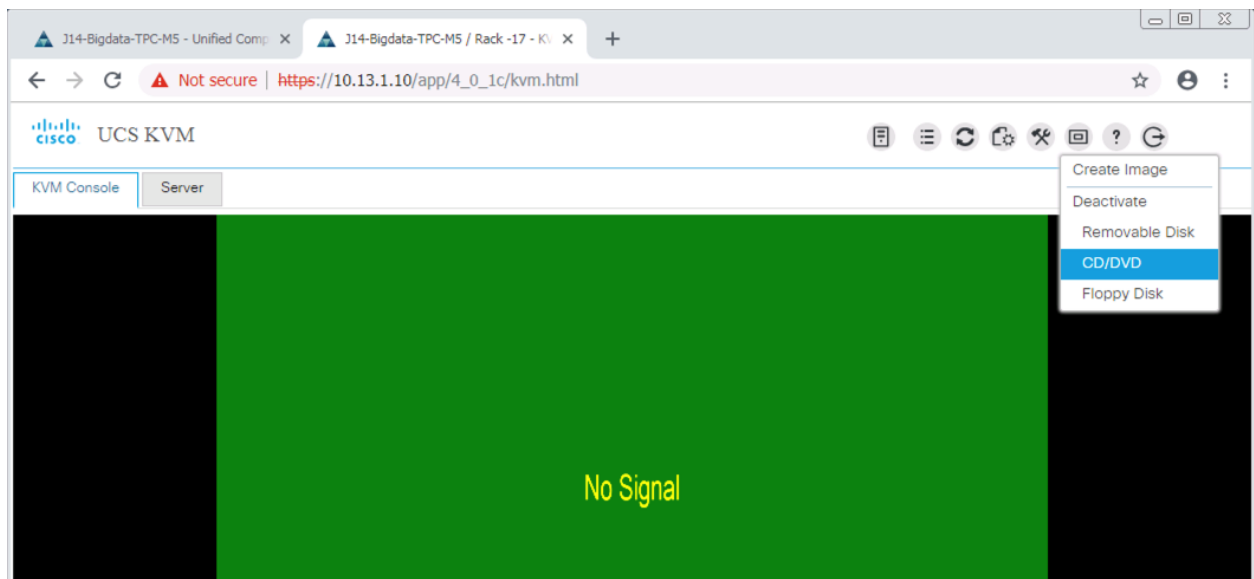 J14-Bigdata-TPC-M5 - Unified Comp
J14-Bigdata-TPC-M5 / Rack -17 - KV
Not secure | https://10.13.1.10/app/4_0_1c/kvm.html
cisco UCS KVM
KVM Console
Server
Create Image
Deactivate
Removable Disk
CD/DVD
Floppy Disk
No Signal